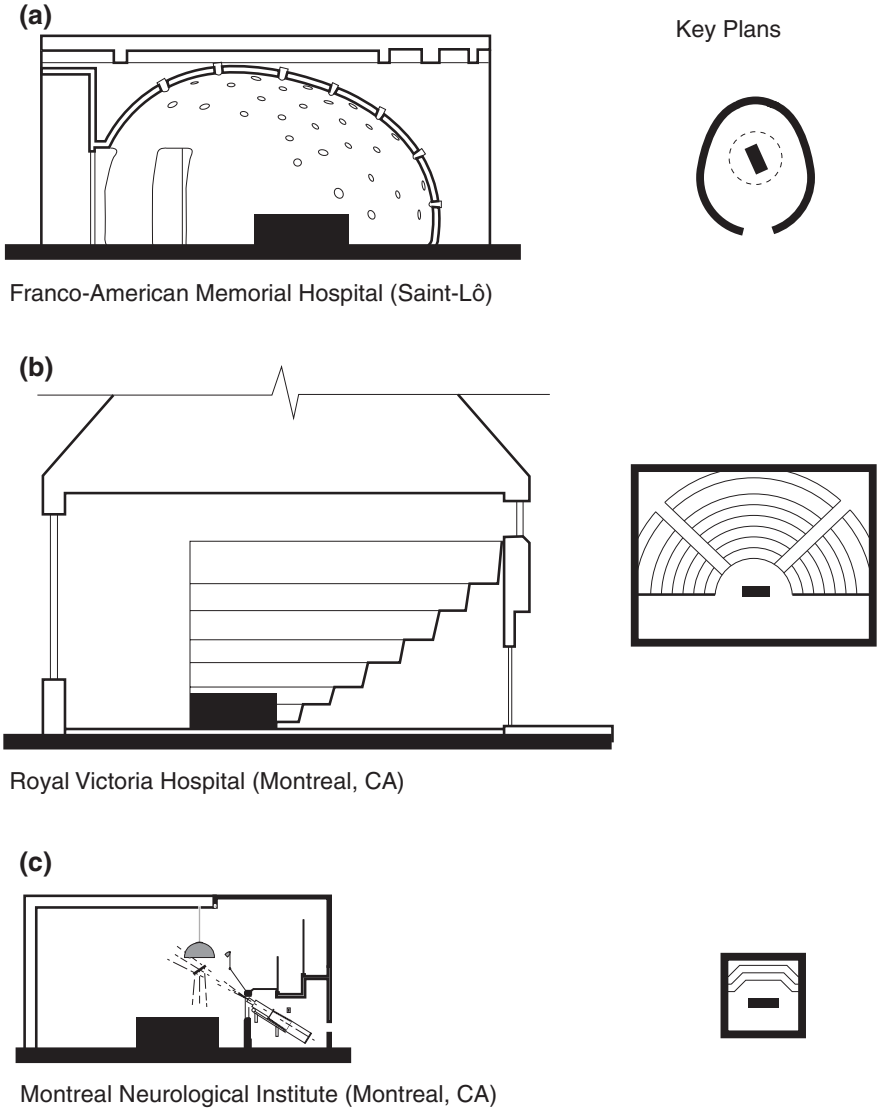 (a)
Key Plans
Franco-American Memorial Hospital (Saint-Lô)
(b)
Royal Victoria Hospital (Montreal, CA)
(c)
Montreal Neurological Institute (Montreal, CA)